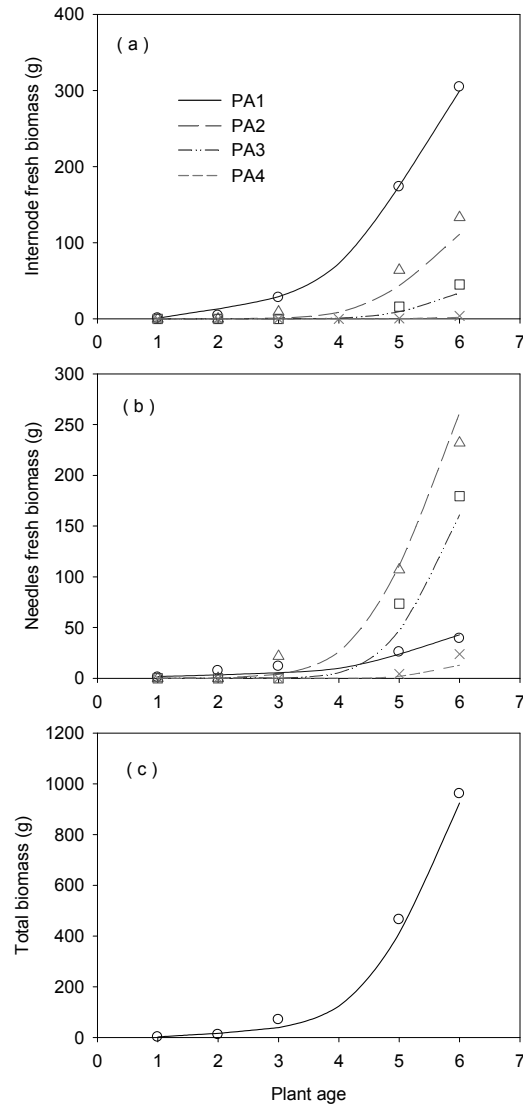 ( a )
400
300
200
100
0
Internode fresh biomass (g)
PA1
PA2
PA3
PA4
0 1 2 3 4 5 6 7
( b )
300
250
200
150
100
50
0
Needles fresh biomass (g)
0 1 2 3 4 5 6 7
( c )
1200
1000
800
600
400
200
0
Total biomass (g)
0 1 2 3 4 5 6 7
Plant age